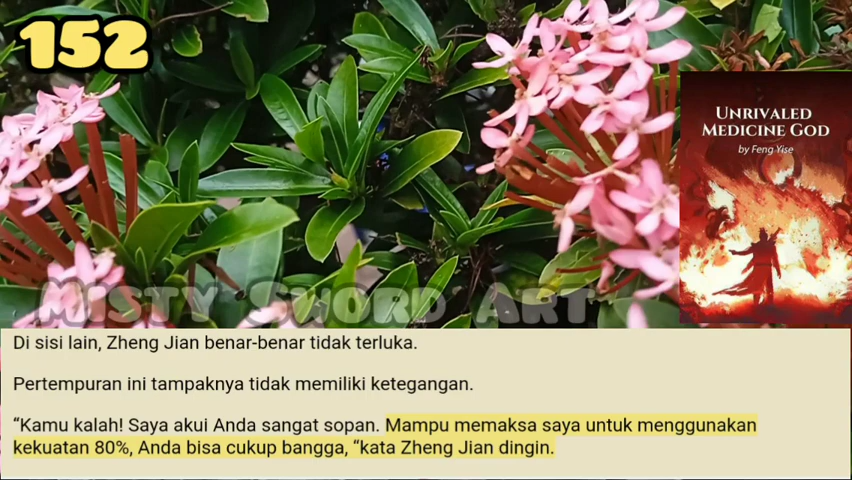 152
UNRIVALED
MEDICINE GOD
by Feng Yise
MISTY SWORD ART
Di sisi lain, Zheng Jian benar-benar tidak terluka.
Pertempuran ini tampaknya tidak memiliki ketegangan.
“Kamu kalah! Saya akui Anda sangat sopan. Mampu memaksa saya untuk menggunakan
kekuatan 80%, Anda bisa cukup bangga, “kata Zheng Jian dingin.